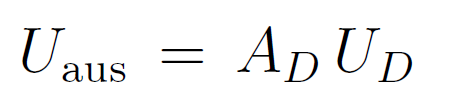 U_aus = A_D U_D